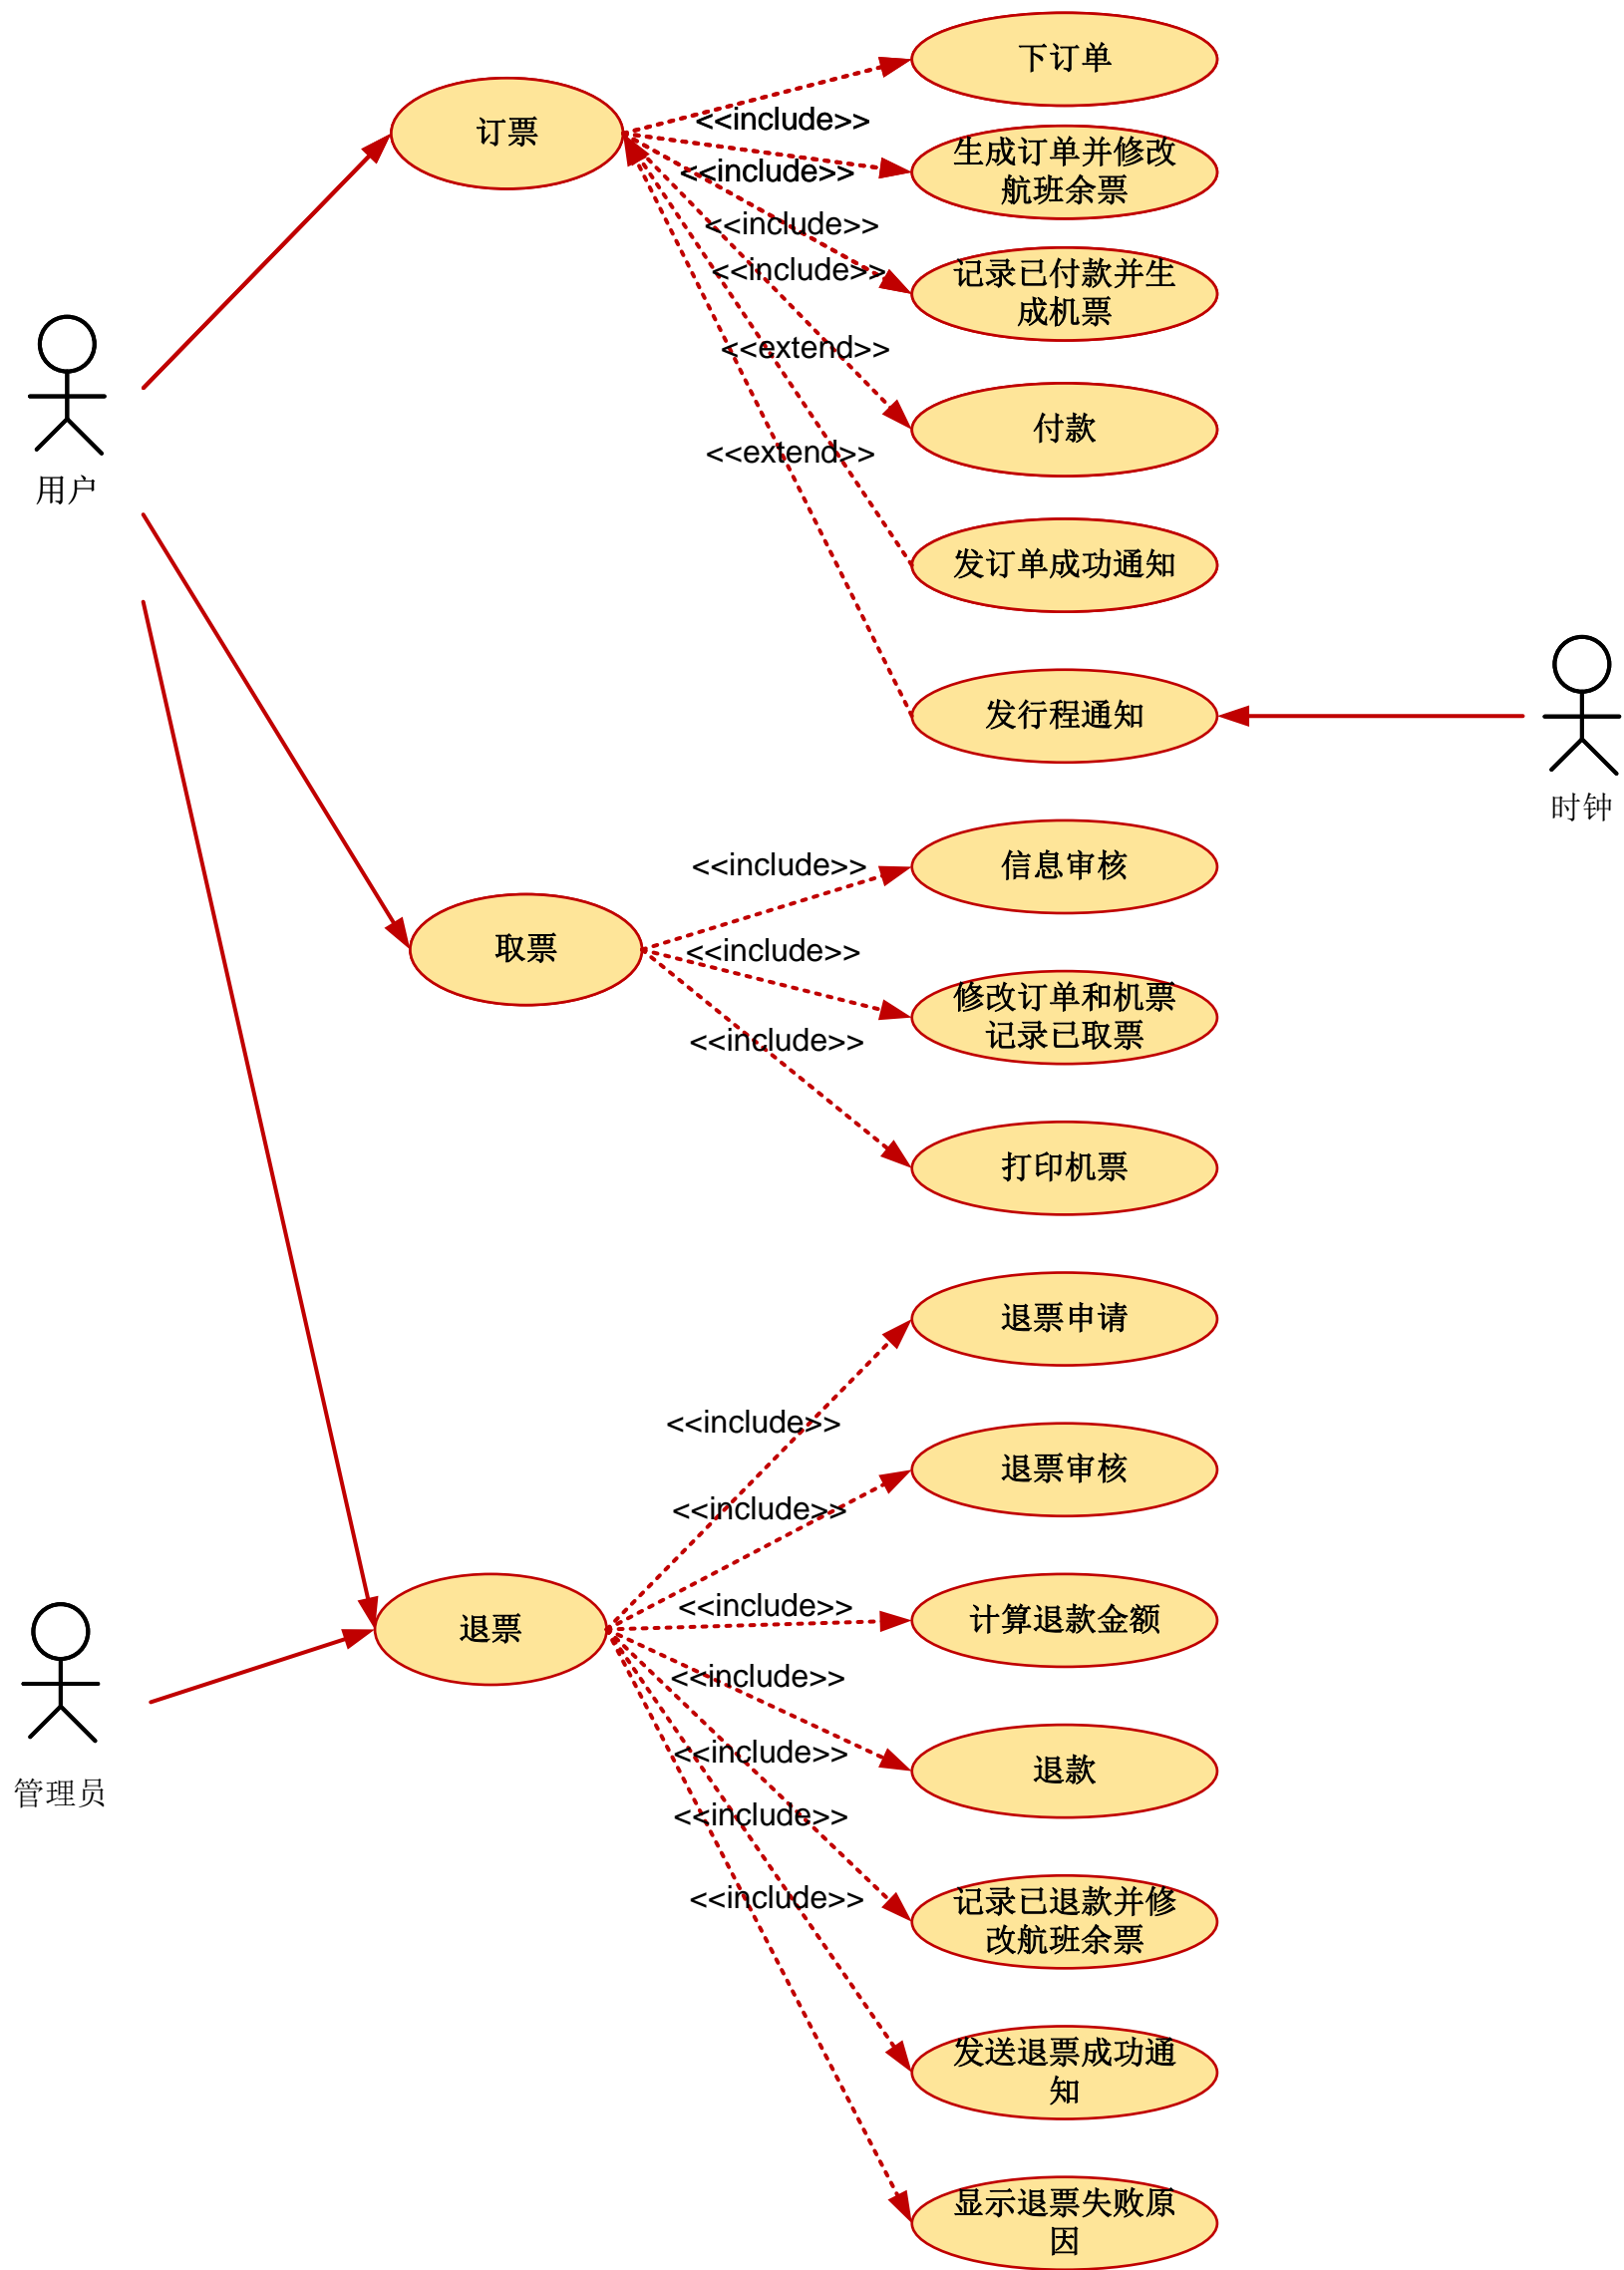 下订单
订票
<<include>>
生成订单并修改
航班余票
<<include>>
<<include>>
记录已付款并生
成机票
<<include>>
<<extend>>
付款
<<extend>>
用户
发订单成功通知
发行程通知
时钟
<<include>>
信息审核
取票
<<include>>
修改订单和机票
记录已取票
<<include>>
打印机票
退票申请
<<include>>
退票审核
<<include>>
<<include>>
计算退款金额
退票
<<include>>
<<include>>
退款
管理员
<<include>>
<<include>>
记录已退款并修
改航班余票
发送退票成功通
知
显示退票失败原
因